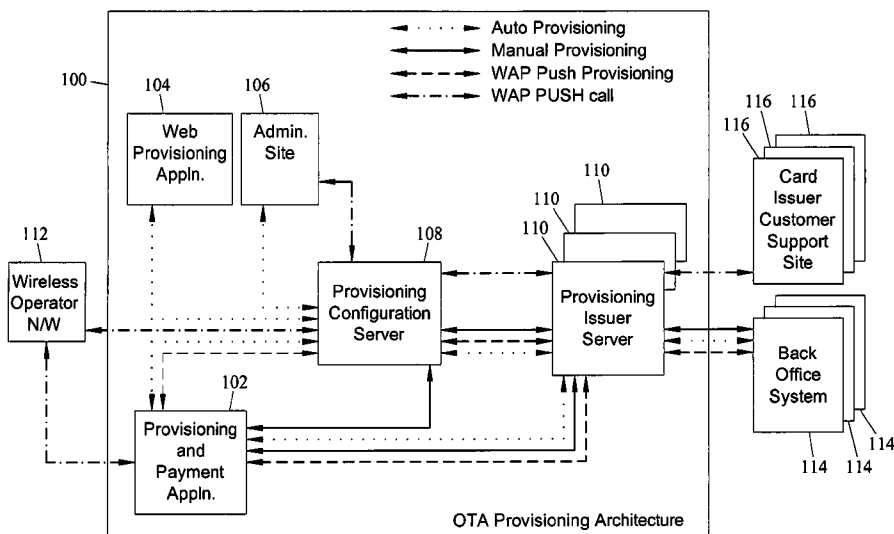 Auto Provisioning
Manual Provisioning
WAP Push Provisioning
WAP PUSH call
100
104
106
Web
Provisioning
Appln.
Admin.
Site
116
116
116
Card
Issuer
Customer
Support
Site
110
110
110
112
Wireless
Operator
N/W
108
Provisioning
Configuration
Server
Provisioning
Issuer
Server
Back
Office
System
102
Provisioning
and
Payment
Appln.
114
114
114
OTA Provisioning Architecture